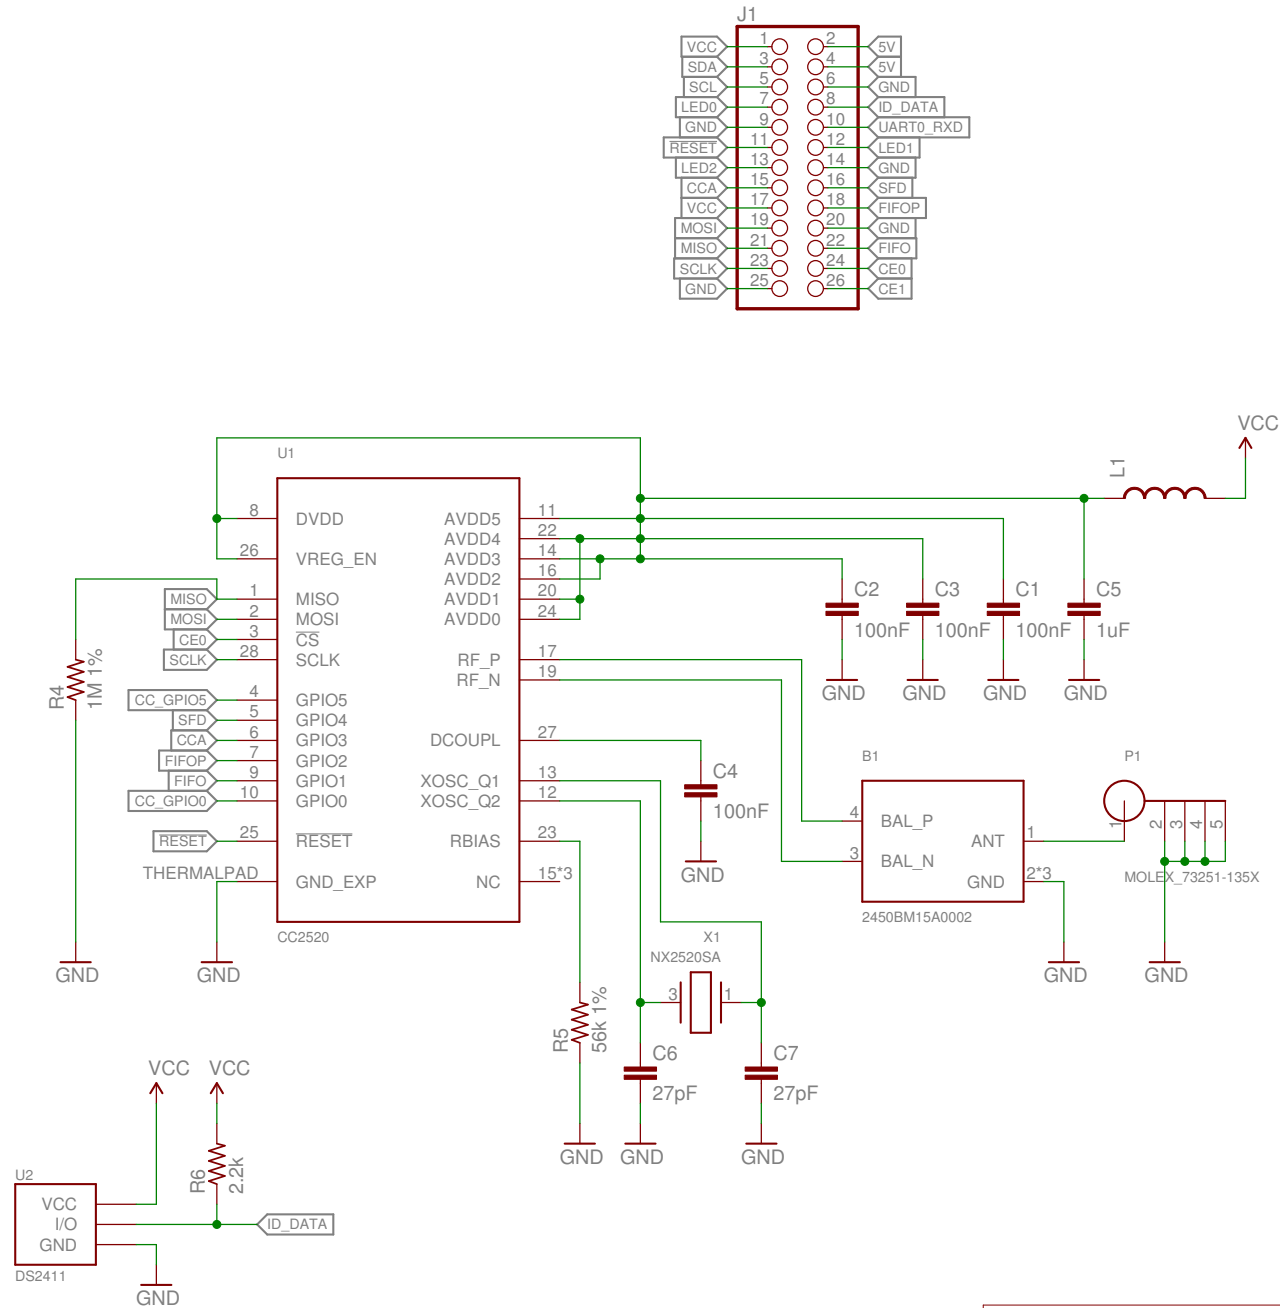 J1
VCC 1 2 5V
SDA 3 4 5V
SCL 5 6 GND
LED0 7 8 ID_DATA
GND 9 10 UART0_RXD
RESET 11 12 LED1
LED2 13 14 GND
CCA 15 16 SFD
VCC 17 18 FIFOP
MOSI 19 20 GND
MISO 21 22 FIFO
SCLK 23 24 CE0
GND 25 26 CE1
VCC
L1
U1
8 DVDD AVDD5 11
AVDD4 22
26 VREG_EN AVDD3 14
AVDD2 16
MISO 1 MISO AVDD1 20
MOSI 2 MOSI AVDD0 24
CE0 3 CS
SCLK 28 SCLK RF_P 17
RF_N 19
CC_GPIO5 4 GPIO5
SFD 5 GPIO4
CCA 6 GPIO3 DCOUPL 27
FIFOP 7 GPIO2
FIFO 9 GPIO1 XOSC_Q1 13
CC_GPIO0 10 GPIO0 XOSC_Q2 12
RESET 25 RESET RBIAS 23
THERMALPAD GND_EXP NC 15*3
CC2520
R4
1M 1%
GND
GND
C2
100nF
GND
C3
100nF
GND
C1
100nF
GND
C5
1uF
GND
C4
100nF
GND
B1
4 BAL_P
3 BAL_N
ANT 1
GND 2*3
2450BM15A0002
GND
P1
1 2 3 4 5
MOLEX_73251-135X
GND
X1
NX2520SA
3 1
R5
56k 1%
GND
C6
27pF
GND
C7
27pF
GND
VCC
VCC
R6
2.2k
U2
VCC
I/O
GND
DS2411
ID_DATA
GND